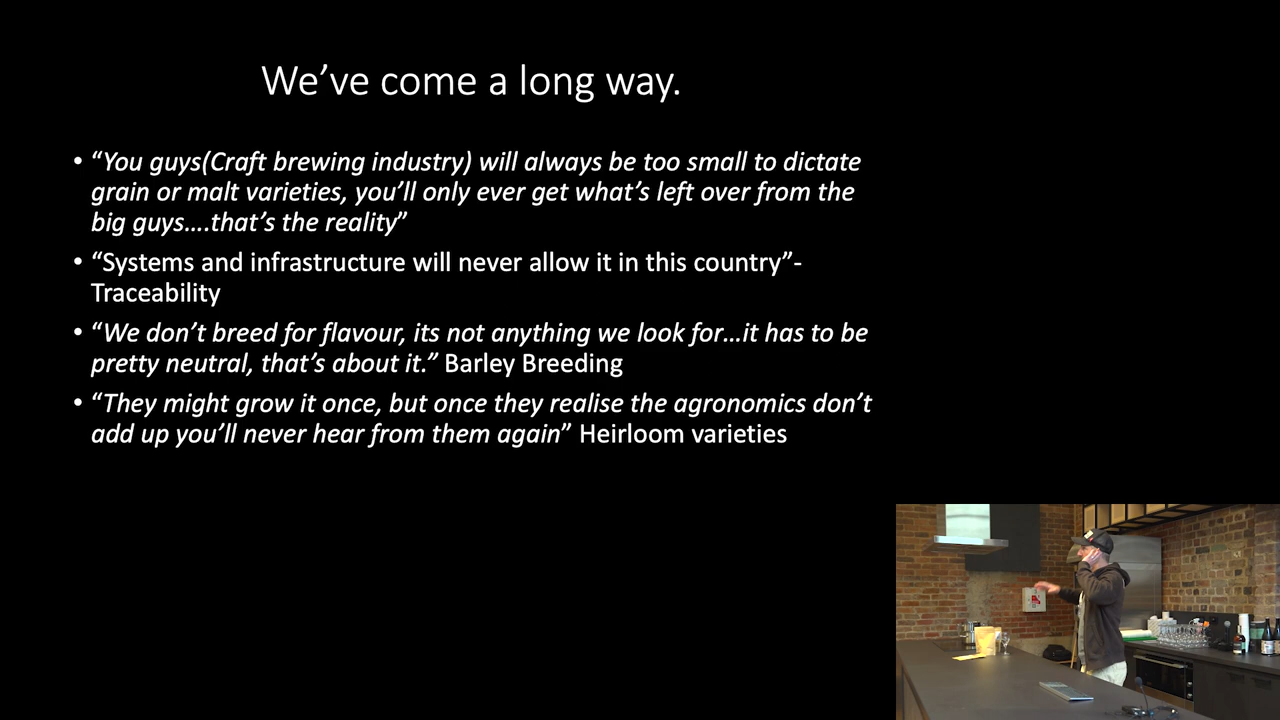 We’ve come a long way.
• “You guys(Craft brewing industry) will always be too small to dictate
grain or malt varieties, you’ll only ever get what’s left over from the
big guys….that’s the reality”
• “Systems and infrastructure will never allow it in this country”-
Traceability
• “We don’t breed for flavour, its not anything we look for…it has to be
pretty neutral, that’s about it.” Barley Breeding
• “They might grow it once, but once they realise the agronomics don’t
add up you’ll never hear from them again” Heirloom varieties